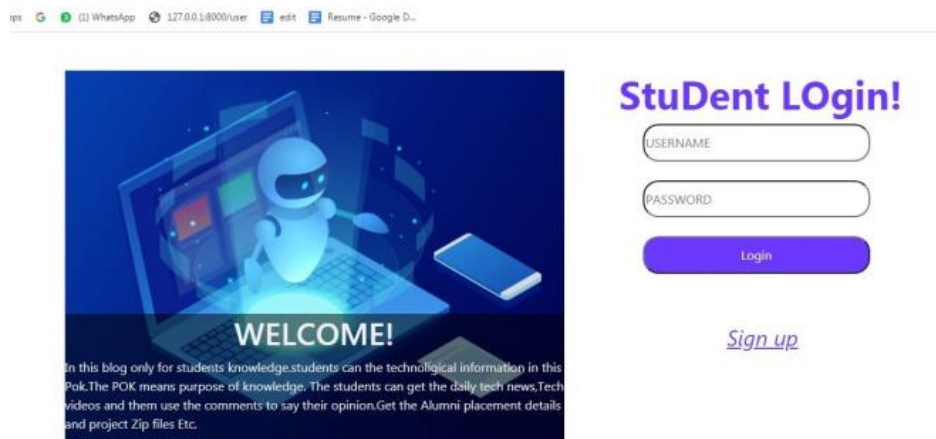 ps
(1) WhatsApp
127.0.0.1:8000/user
edit
Resume - Google D...
StuDent LOgin!
USERNAME
PASSWORD
Login
Sign up
WELCOME!
In this blog only for students knowledge.students can the technoligical information in this
Pok.The POK means purpose of knowledge. The students can get the daily tech news,Tech
videos and them use the comments to say their opinion.Get the Alumni placement details
and project Zip files Etc.